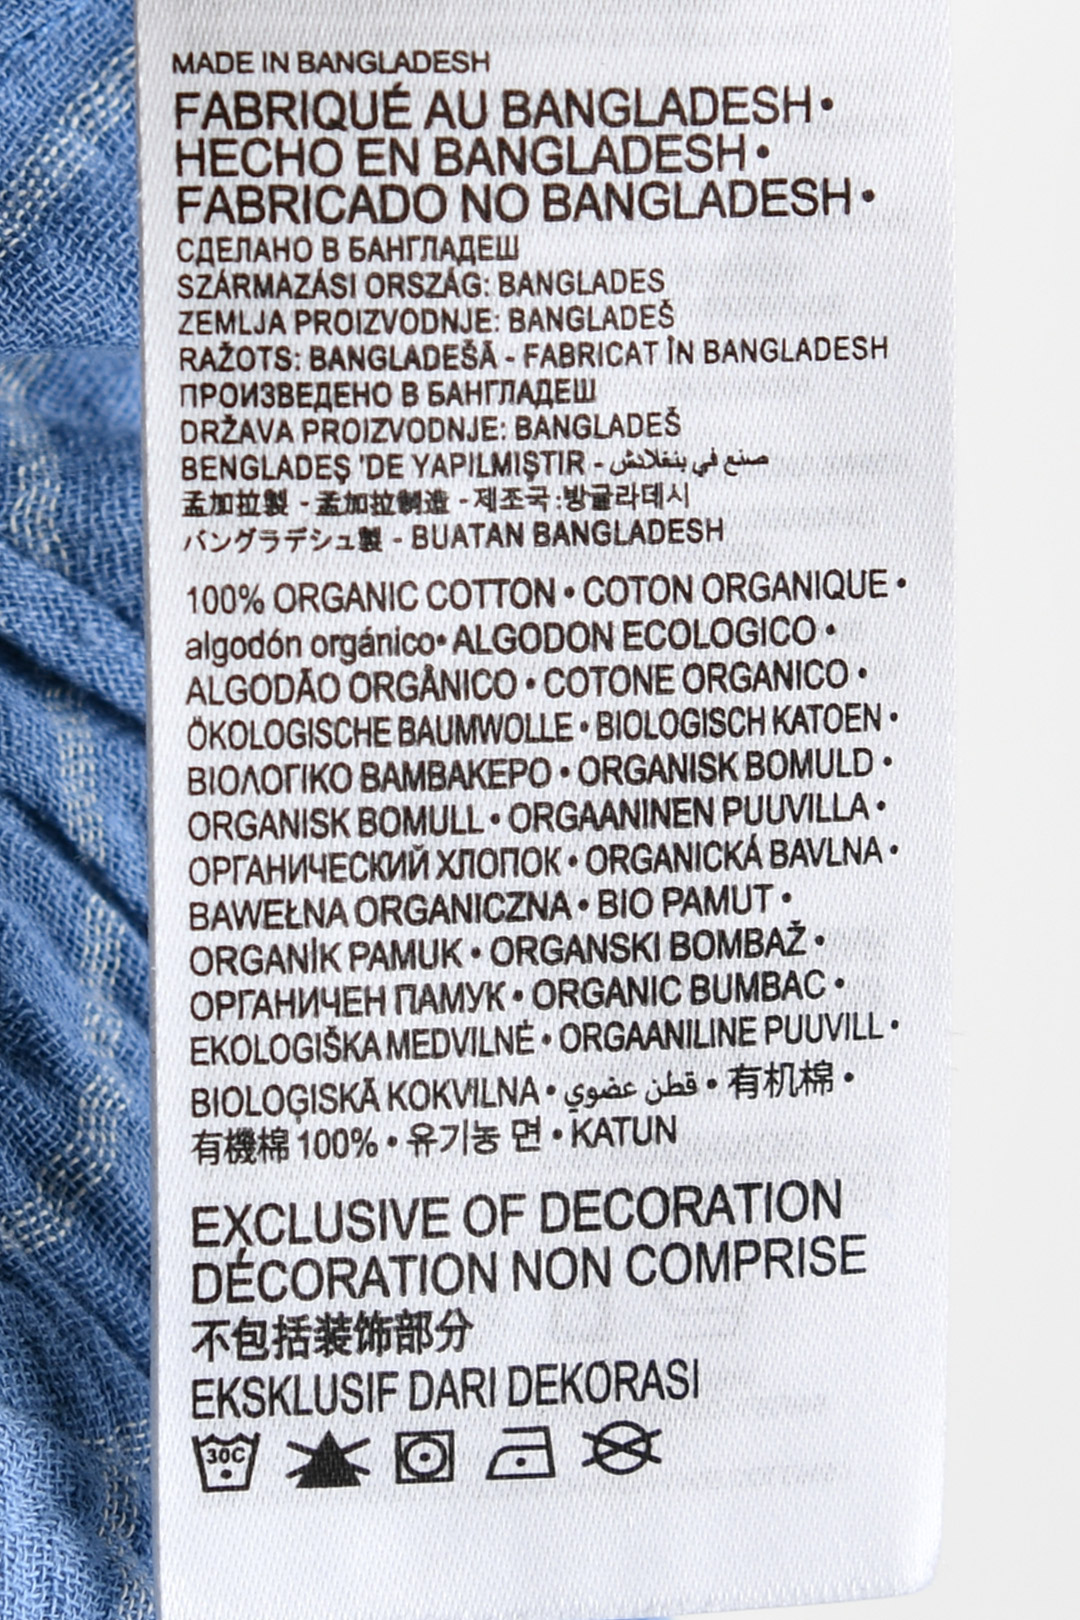 MADE IN BANGLADESH
FABRIQUÉ AU BANGLADESH •
HECHO EN BANGLADESH •
FABRICADO NO BANGLADESH •
СДЕЛАНО В БАНГЛАДЕШ
SZÁRMAZÁSI ORSZÁG: BANGLADES
ZEMLJA PROIZVODNJE: BANGLADEŠ
RAŽOTS: BANGLADEŠĀ - FABRICAT ÎN BANGLADESH
ПРОИЗВЕДЕНО В БАНГЛАДЕШ
DRŽAVA PROIZVODNJE: BANGLADEŠ
BENGLADEŞ 'DE YAPILMIŞTIR - صنع في بنغلادش
孟加拉製 - 孟加拉制造 - 제조국:방글라데시
バングラデシュ製 - BUATAN BANGLADESH
100% ORGANIC COTTON • COTON ORGANIQUE •
algodón orgánico• ALGODON ECOLOGICO •
ALGODÃO ORGÂNICO • COTONE ORGANICO •
ÖKOLOGISCHE BAUMWOLLE • BIOLOGISCH KATOEN •
ΒΙΟΛΟΓΙΚΟ ΒΑΜΒΑΚΕΡΟ • ORGANISK BOMULD •
ORGANISK BOMULL • ORGAANINEN PUUVILLA •
ОРГАНИЧЕСКИЙ ХЛОПОК • ORGANICKÁ BAVLNA •
BAWEŁNA ORGANICZNA • BIO PAMUT •
ORGANİK PAMUK • ORGANSKI BOMBAŽ •
ОРГАНИЧЕН ПАМУК • ORGANIC BUMBAC •
EKOLOGIŠKA MEDVILNĖ • ORGAANILINE PUUVILL •
BIOLOĢISKĀ KOKVILNA • قطن عضوي • 有机棉 •
有機棉 100% • 유기농 면 • KATUN
EXCLUSIVE OF DECORATION
DÉCORATION NON COMPRISE
不包括装饰部分
EKSKLUSIF DARI DEKORASI
30C